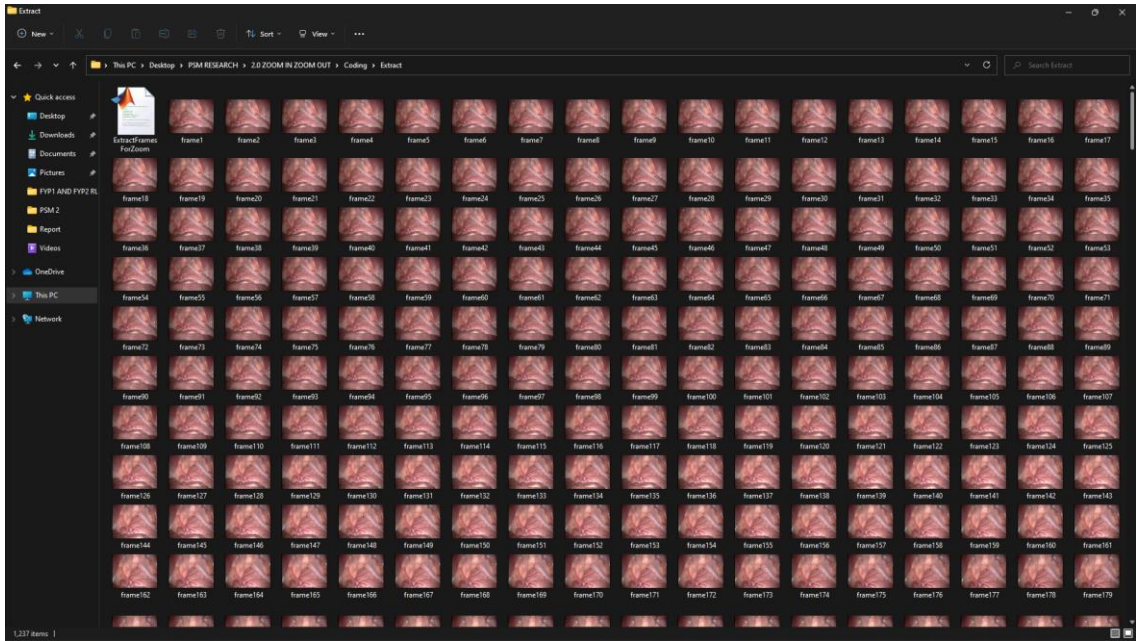 Extract
New Sort View ...
This PC > Desktop > PSM RESEARCH > 2.0 ZOOM IN ZOOM OUT > Coding > Extract
Search Extract
Quick access
Desktop
Downloads
Documents
Pictures
FYP1 AND FYP2 RL
PSM 2
Report
Videos
OneDrive
This PC
Network
ExtractFrames
ForZoom
frame1 frame2 frame3 frame4 frame5 frame6 frame7 frame8 frame9 frame10 frame11 frame12 frame13 frame14 frame15 frame16 frame17
frame18 frame19 frame20 frame21 frame22 frame23 frame24 frame25 frame26 frame27 frame28 frame29 frame30 frame31 frame32 frame33 frame34 frame35
frame36 frame37 frame38 frame39 frame40 frame41 frame42 frame43 frame44 frame45 frame46 frame47 frame48 frame49 frame50 frame51 frame52 frame53
frame54 frame55 frame56 frame57 frame58 frame59 frame60 frame61 frame62 frame63 frame64 frame65 frame66 frame67 frame68 frame69 frame70 frame71
frame72 frame73 frame74 frame75 frame76 frame77 frame78 frame79 frame80 frame81 frame82 frame83 frame84 frame85 frame86 frame87 frame88 frame89
frame90 frame91 frame92 frame93 frame94 frame95 frame96 frame97 frame98 frame99 frame100 frame101 frame102 frame103 frame104 frame105 frame106 frame107
frame108 frame109 frame110 frame111 frame112 frame113 frame114 frame115 frame116 frame117 frame118 frame119 frame120 frame121 frame122 frame123 frame124 frame125
frame126 frame127 frame128 frame129 frame130 frame131 frame132 frame133 frame134 frame135 frame136 frame137 frame138 frame139 frame140 frame141 frame142 frame143
frame144 frame145 frame146 frame147 frame148 frame149 frame150 frame151 frame152 frame153 frame154 frame155 frame156 frame157 frame158 frame159 frame160 frame161
frame162 frame163 frame164 frame165 frame166 frame167 frame168 frame169 frame170 frame171 frame172 frame173 frame174 frame175 frame176 frame177 frame178 frame179
1,237 items